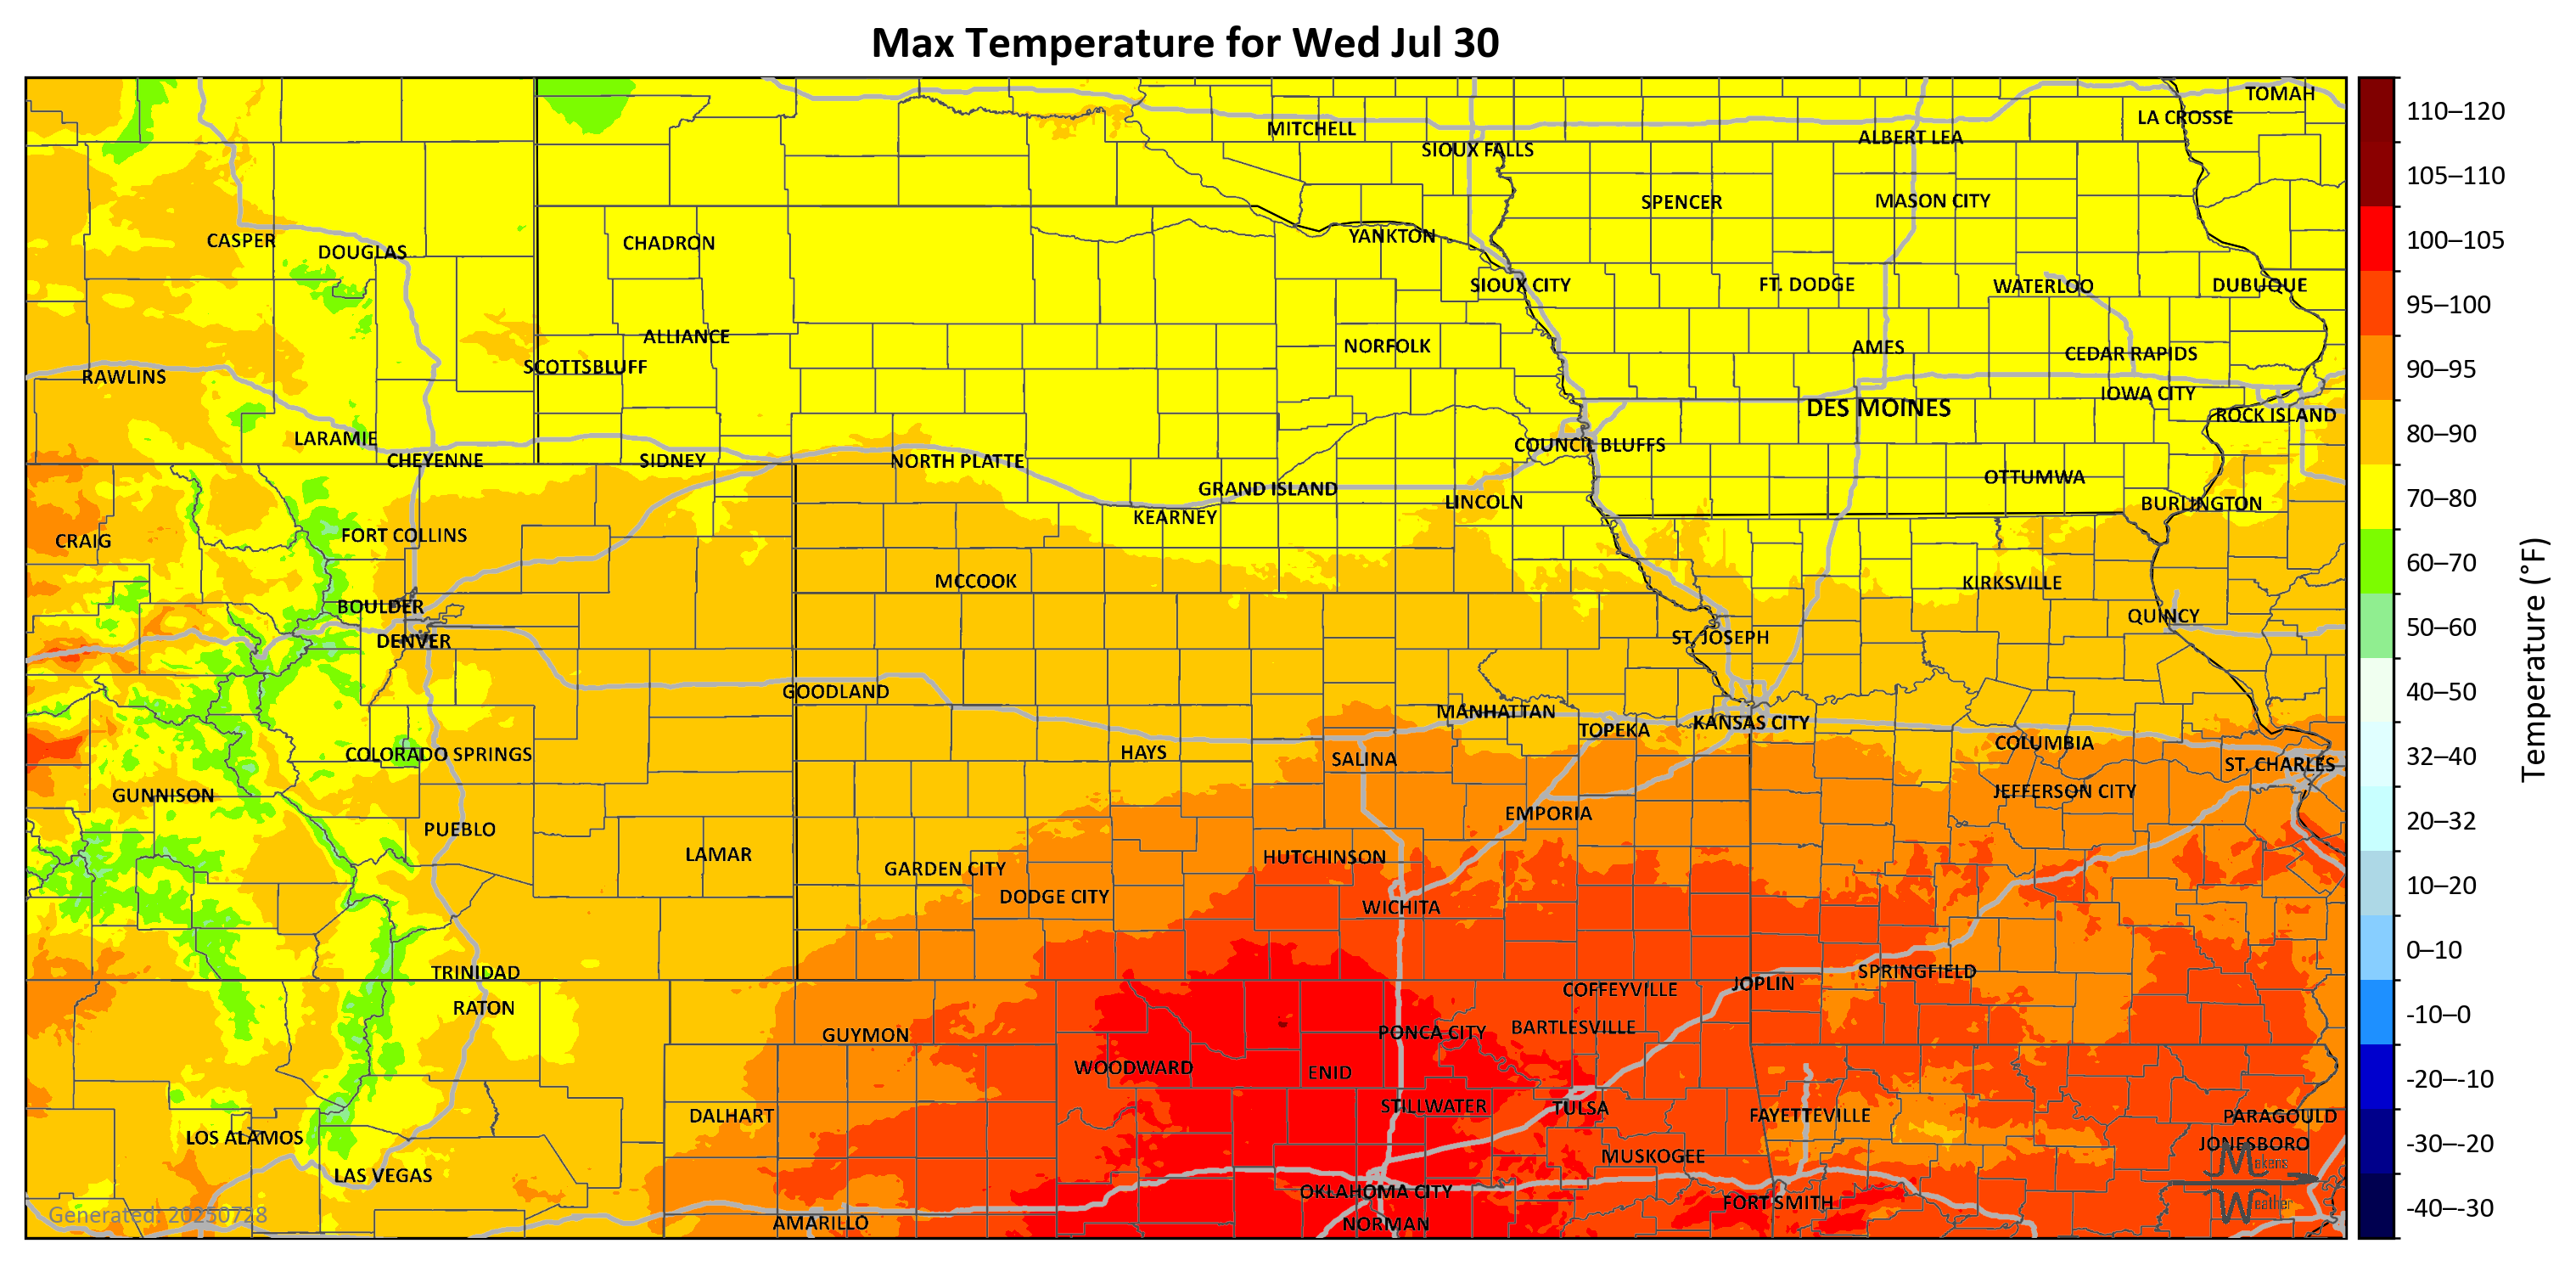 Max Temperature for Wed Jul 30
TOMAH
LA CROSSE
MITCHELL
ALBERT LEA
SIOUX FALLS
SPENCER
MASON CITY
CASPER
DOUGLAS
CHADRON
YANKTON
SIOUX CITY
FT. DODGE
WATERLOO
DUBUQUE
ALLIANCE
NORFOLK
AMES
CEDAR RAPIDS
SCOTTSBLUFF
RAWLINS
IOWA CITY
DES MOINES
ROCK ISLAND
LARAMIE
COUNCIL BLUFFS
CHEYENNE
SIDNEY
NORTH PLATTE
OTTUMWA
GRAND ISLAND
LINCOLN
BURLINGTON
KEARNEY
FORT COLLINS
CRAIG
MCCOOK
KIRKSVILLE
BOULDER
QUINCY
DENVER
ST. JOSEPH
GOODLAND
MANHATTAN
KANSAS CITY
TOPEKA
COLUMBIA
COLORADO SPRINGS
HAYS
SALINA
ST. CHARLES
GUNNISON
JEFFERSON CITY
EMPORIA
PUEBLO
LAMAR
HUTCHINSON
GARDEN CITY
DODGE CITY
WICHITA
TRINIDAD
SPRINGFIELD
JOPLIN
COFFEYVILLE
RATON
GUYMON
PONCA CITY
BARTLESVILLE
WOODWARD
ENID
STILLWATER
TULSA
DALHART
FAYETTEVILLE
PARAGOULD
LOS ALAMOS
JONESBORO
MUSKOGEE
LAS VEGAS
OKLAHOMA CITY
FORT SMITH
AMARILLO
NORMAN
Makens
Weather
Generated: 20250728
110–120
105–110
100–105
95–100
90–95
80–90
70–80
60–70
50–60
40–50
32–40
20–32
10–20
0–10
-10–0
-20–-10
-30–-20
-40–-30
Temperature (°F)